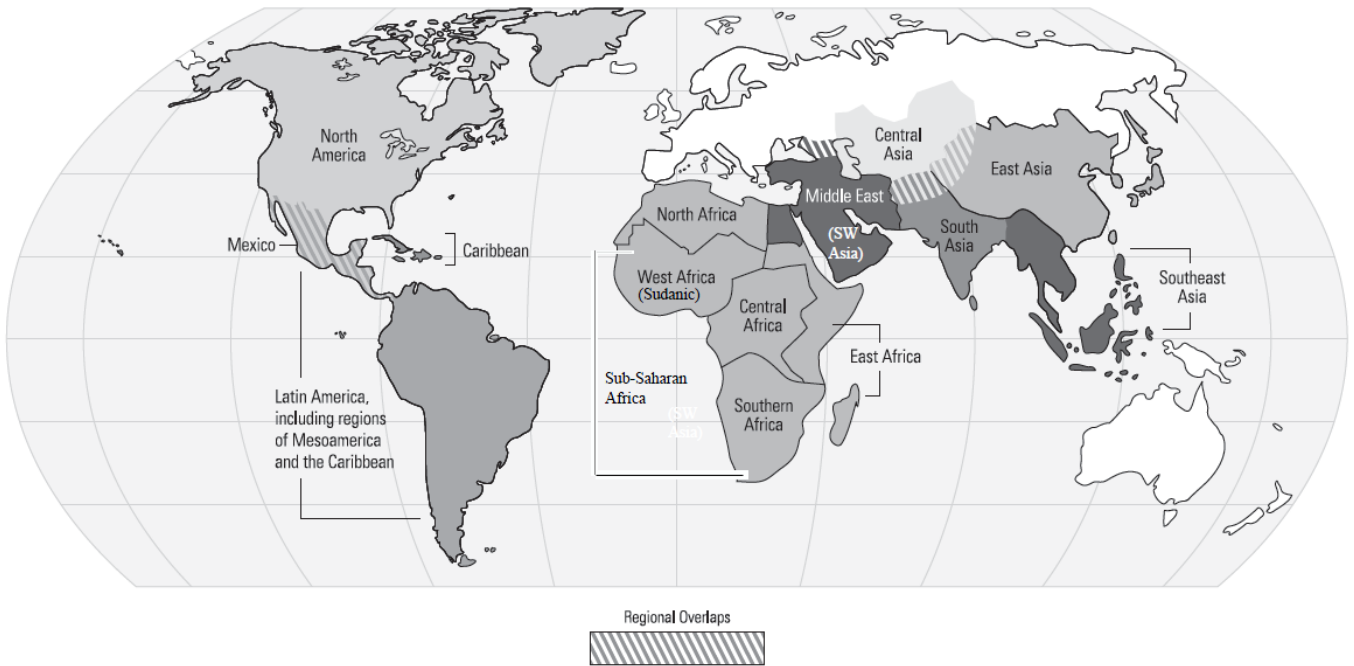 North
America
Mexico
Caribbean
Latin America,
including regions
of Mesoamerica
and the Caribbean
North Africa
West Africa
(Sudanic)
Central
Africa
East Africa
Sub-Saharan
Africa
Southern
Africa
(SW
Asia)
Middle East
(SW
Asia)
Central
Asia
East Asia
South
Asia
Southeast
Asia
Regional Overlaps